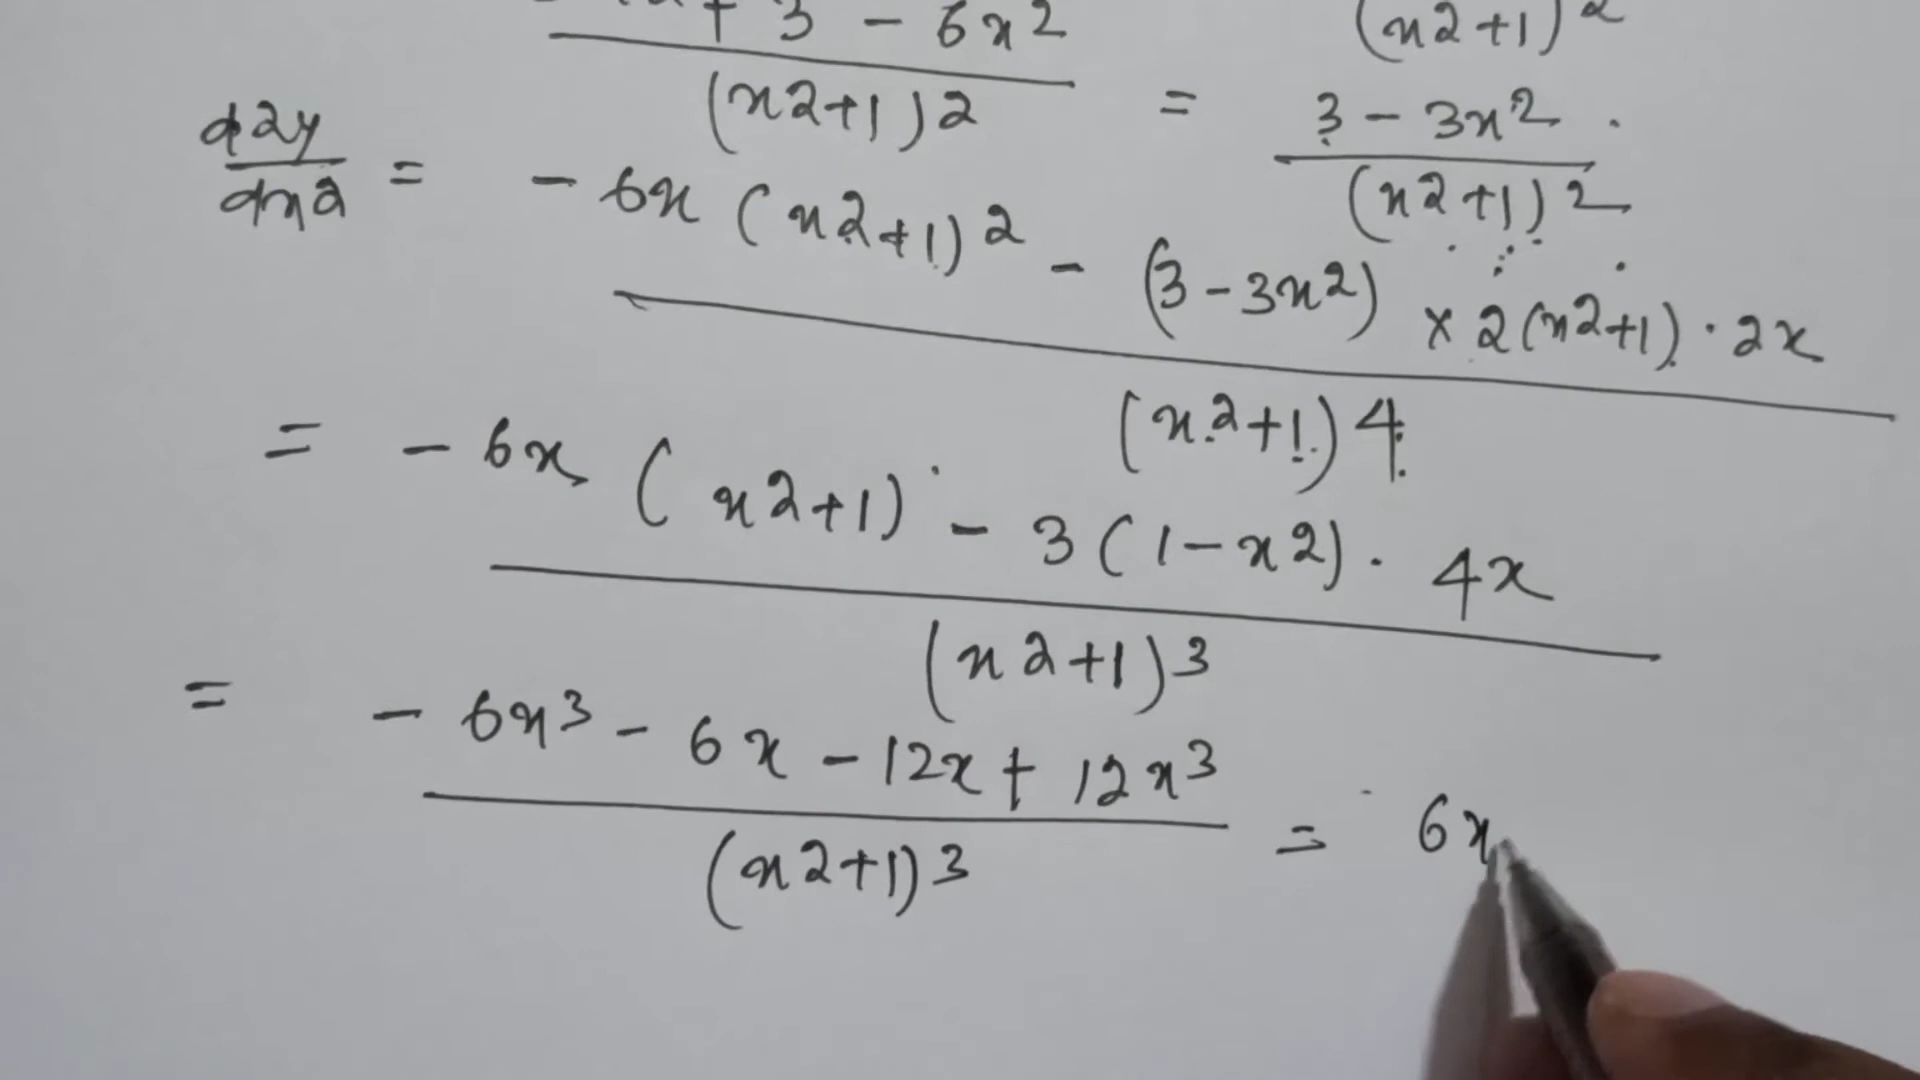 + 3 - 6x2 (x2+1)2
(x2+1)2 = 3 - 3x2
d2y = - 6x (x2+1)2 - (3-3x2) × 2(x2+1) · 2x (x2+1)2
dx2
(x2+1)4
= - 6x (x2+1) - 3(1-x2) · 4x
(x2+1)3
= - 6x3 - 6x - 12x + 12x3
(x2+1)3 = 6x